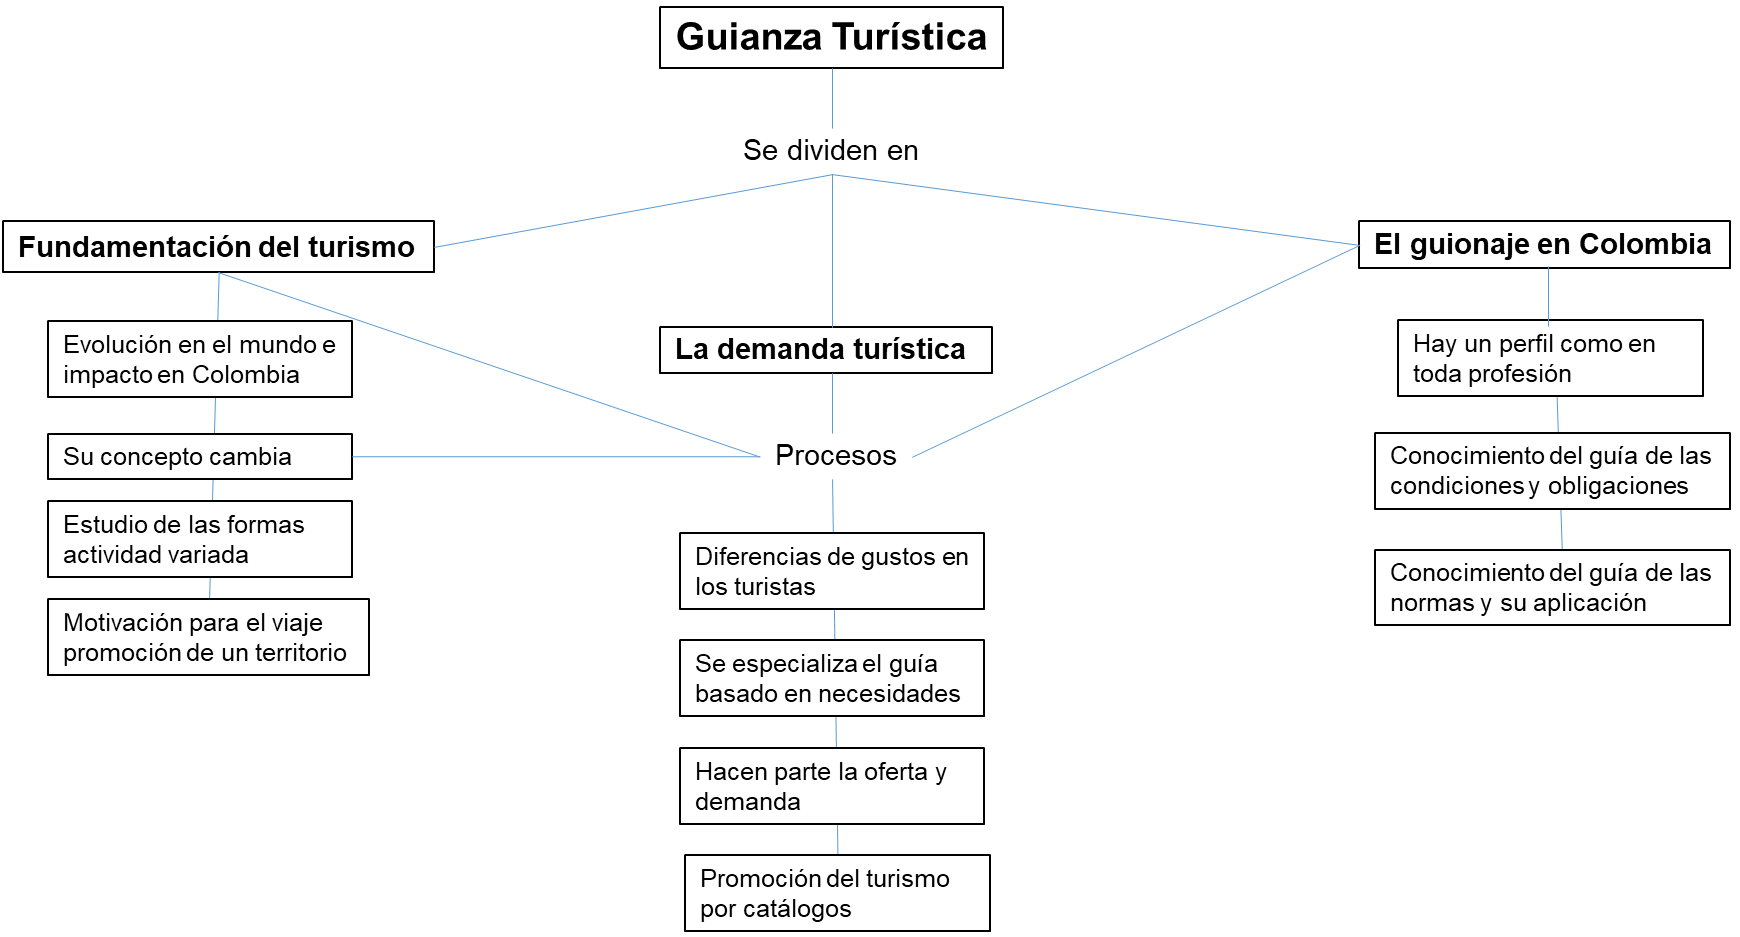 Guianza Turística
Se dividen en
Fundamentación del turismo
Evolución en el mundo e
impacto en Colombia
Su concepto cambia
Estudio de las formas
actividad variada
Motivación para el viaje
promoción de un territorio
La demanda turística
Procesos
Diferencias de gustos en
los turistas
Se especializa el guía
basado en necesidades
Hacen parte la oferta y
demanda
Promoción del turismo
por catálogos
El guionaje en Colombia
Hay un perfil como en
toda profesión
Conocimiento del guía de las
condiciones y obligaciones
Conocimiento del guía de las
normas y su aplicación